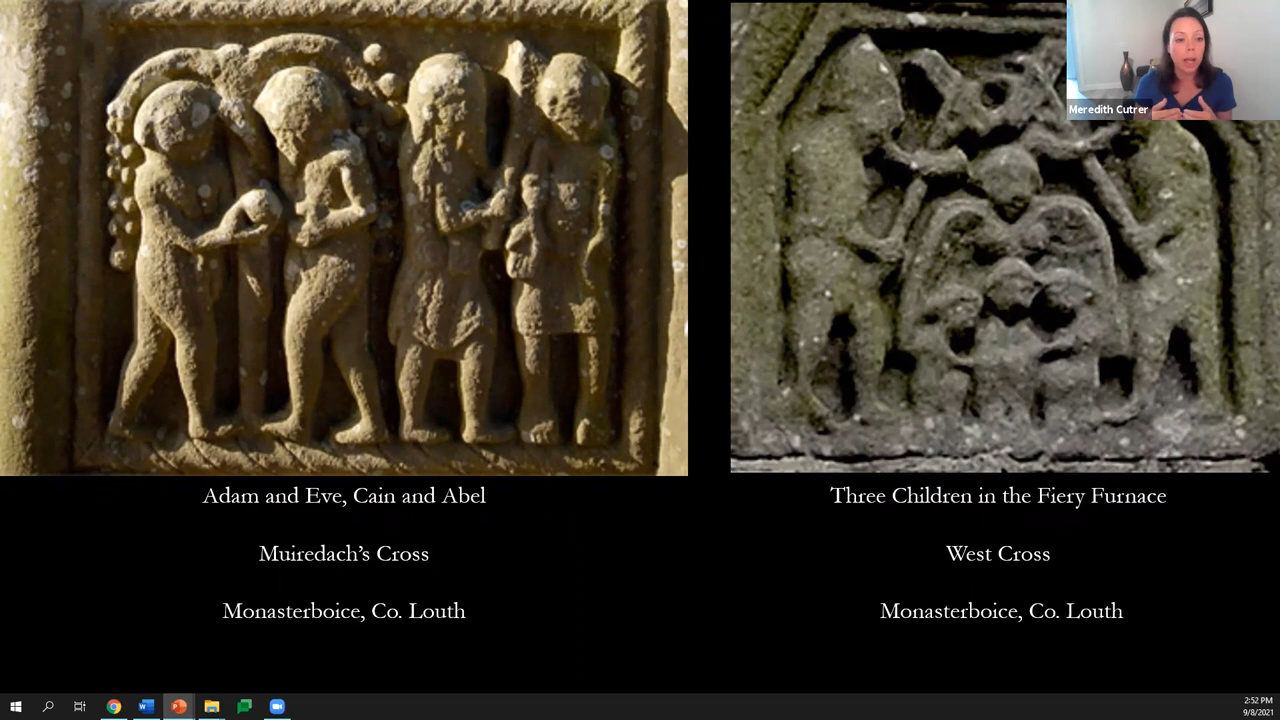 Meredith Cutrer
Adam and Eve, Cain and Abel
Muiredach’s Cross
Monasterboice, Co. Louth
Three Children in the Fiery Furnace
West Cross
Monasterboice, Co. Louth
2:52 PM
9/8/2021